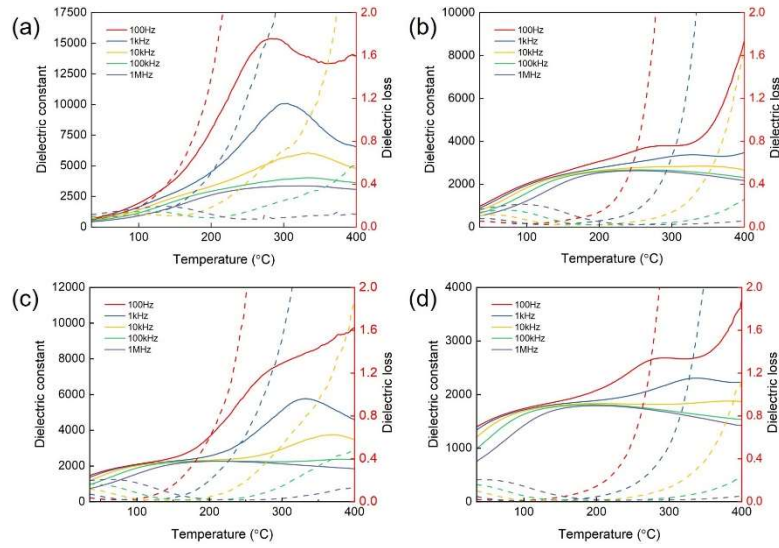 (a)
17500
15000
12500
10000
7500
5000
2500
0
Dielectric constant
100Hz
1kHz
10kHz
100kHz
1MHz
2.0
1.6
1.2
0.8
0.4
0.0
Dielectric loss
100 200 300 400
Temperature (°C)
(b)
10000
8000
6000
4000
2000
0
Dielectric constant
100Hz
1kHz
10kHz
100kHz
1MHz
2.0
1.6
1.2
0.8
0.4
0.0
Dielectric loss
100 200 300 400
Temperature (°C)
(c)
12000
10000
8000
6000
4000
2000
0
Dielectric constant
100Hz
1kHz
10kHz
100kHz
1MHz
2.0
1.6
1.2
0.8
0.4
0.0
Dielectric loss
100 200 300 400
Temperature (°C)
(d)
4000
3000
2000
1000
0
Dielectric constant
100Hz
1kHz
10kHz
100kHz
1MHz
2.0
1.6
1.2
0.8
0.4
0.0
Dielectric loss
100 200 300 400
Temperature (°C)